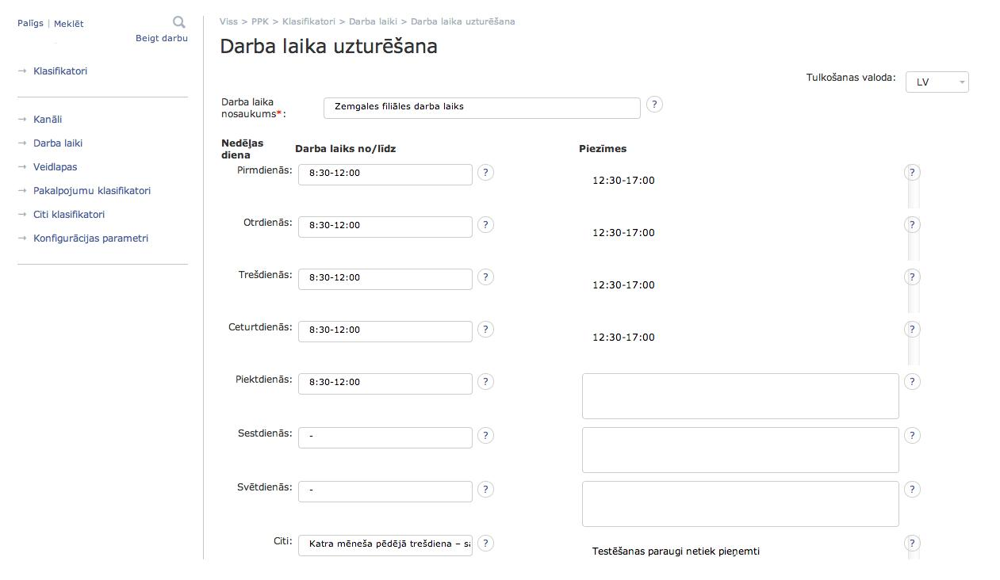 Palīgs | Meklēt
Beigt darbu
→ Klasifikatori
→ Kanāli
→ Darba laiki
→ Veidlapas
→ Pakalpojumu klasifikatori
→ Citi klasifikatori
→ Konfigurācijas parametri
Viss > PPK > Klasifikatori > Darba laiki > Darba laika uzturēšana
Darba laika uzturēšana
Tulkošanas valoda: LV
Darba laika
nosaukums*: Zemgales filiāles darba laiks ?
Nedēļas
diena Darba laiks no/līdz Piezīmes
Pirmdienās: 8:30-12:00 ? 12:30-17:00 ?
Otrdienās: 8:30-12:00 ? 12:30-17:00 ?
Trešdienās: 8:30-12:00 ? 12:30-17:00 ?
Ceturtdienās: 8:30-12:00 ? 12:30-17:00 ?
Piektdienās: 8:30-12:00 ? ?
Sestdienās: - ? ?
Svētdienās: - ? ?
Citi: Katra mēneša pēdējā trešdiena – ? Testēšanas paraugi netiek pieņemti ?